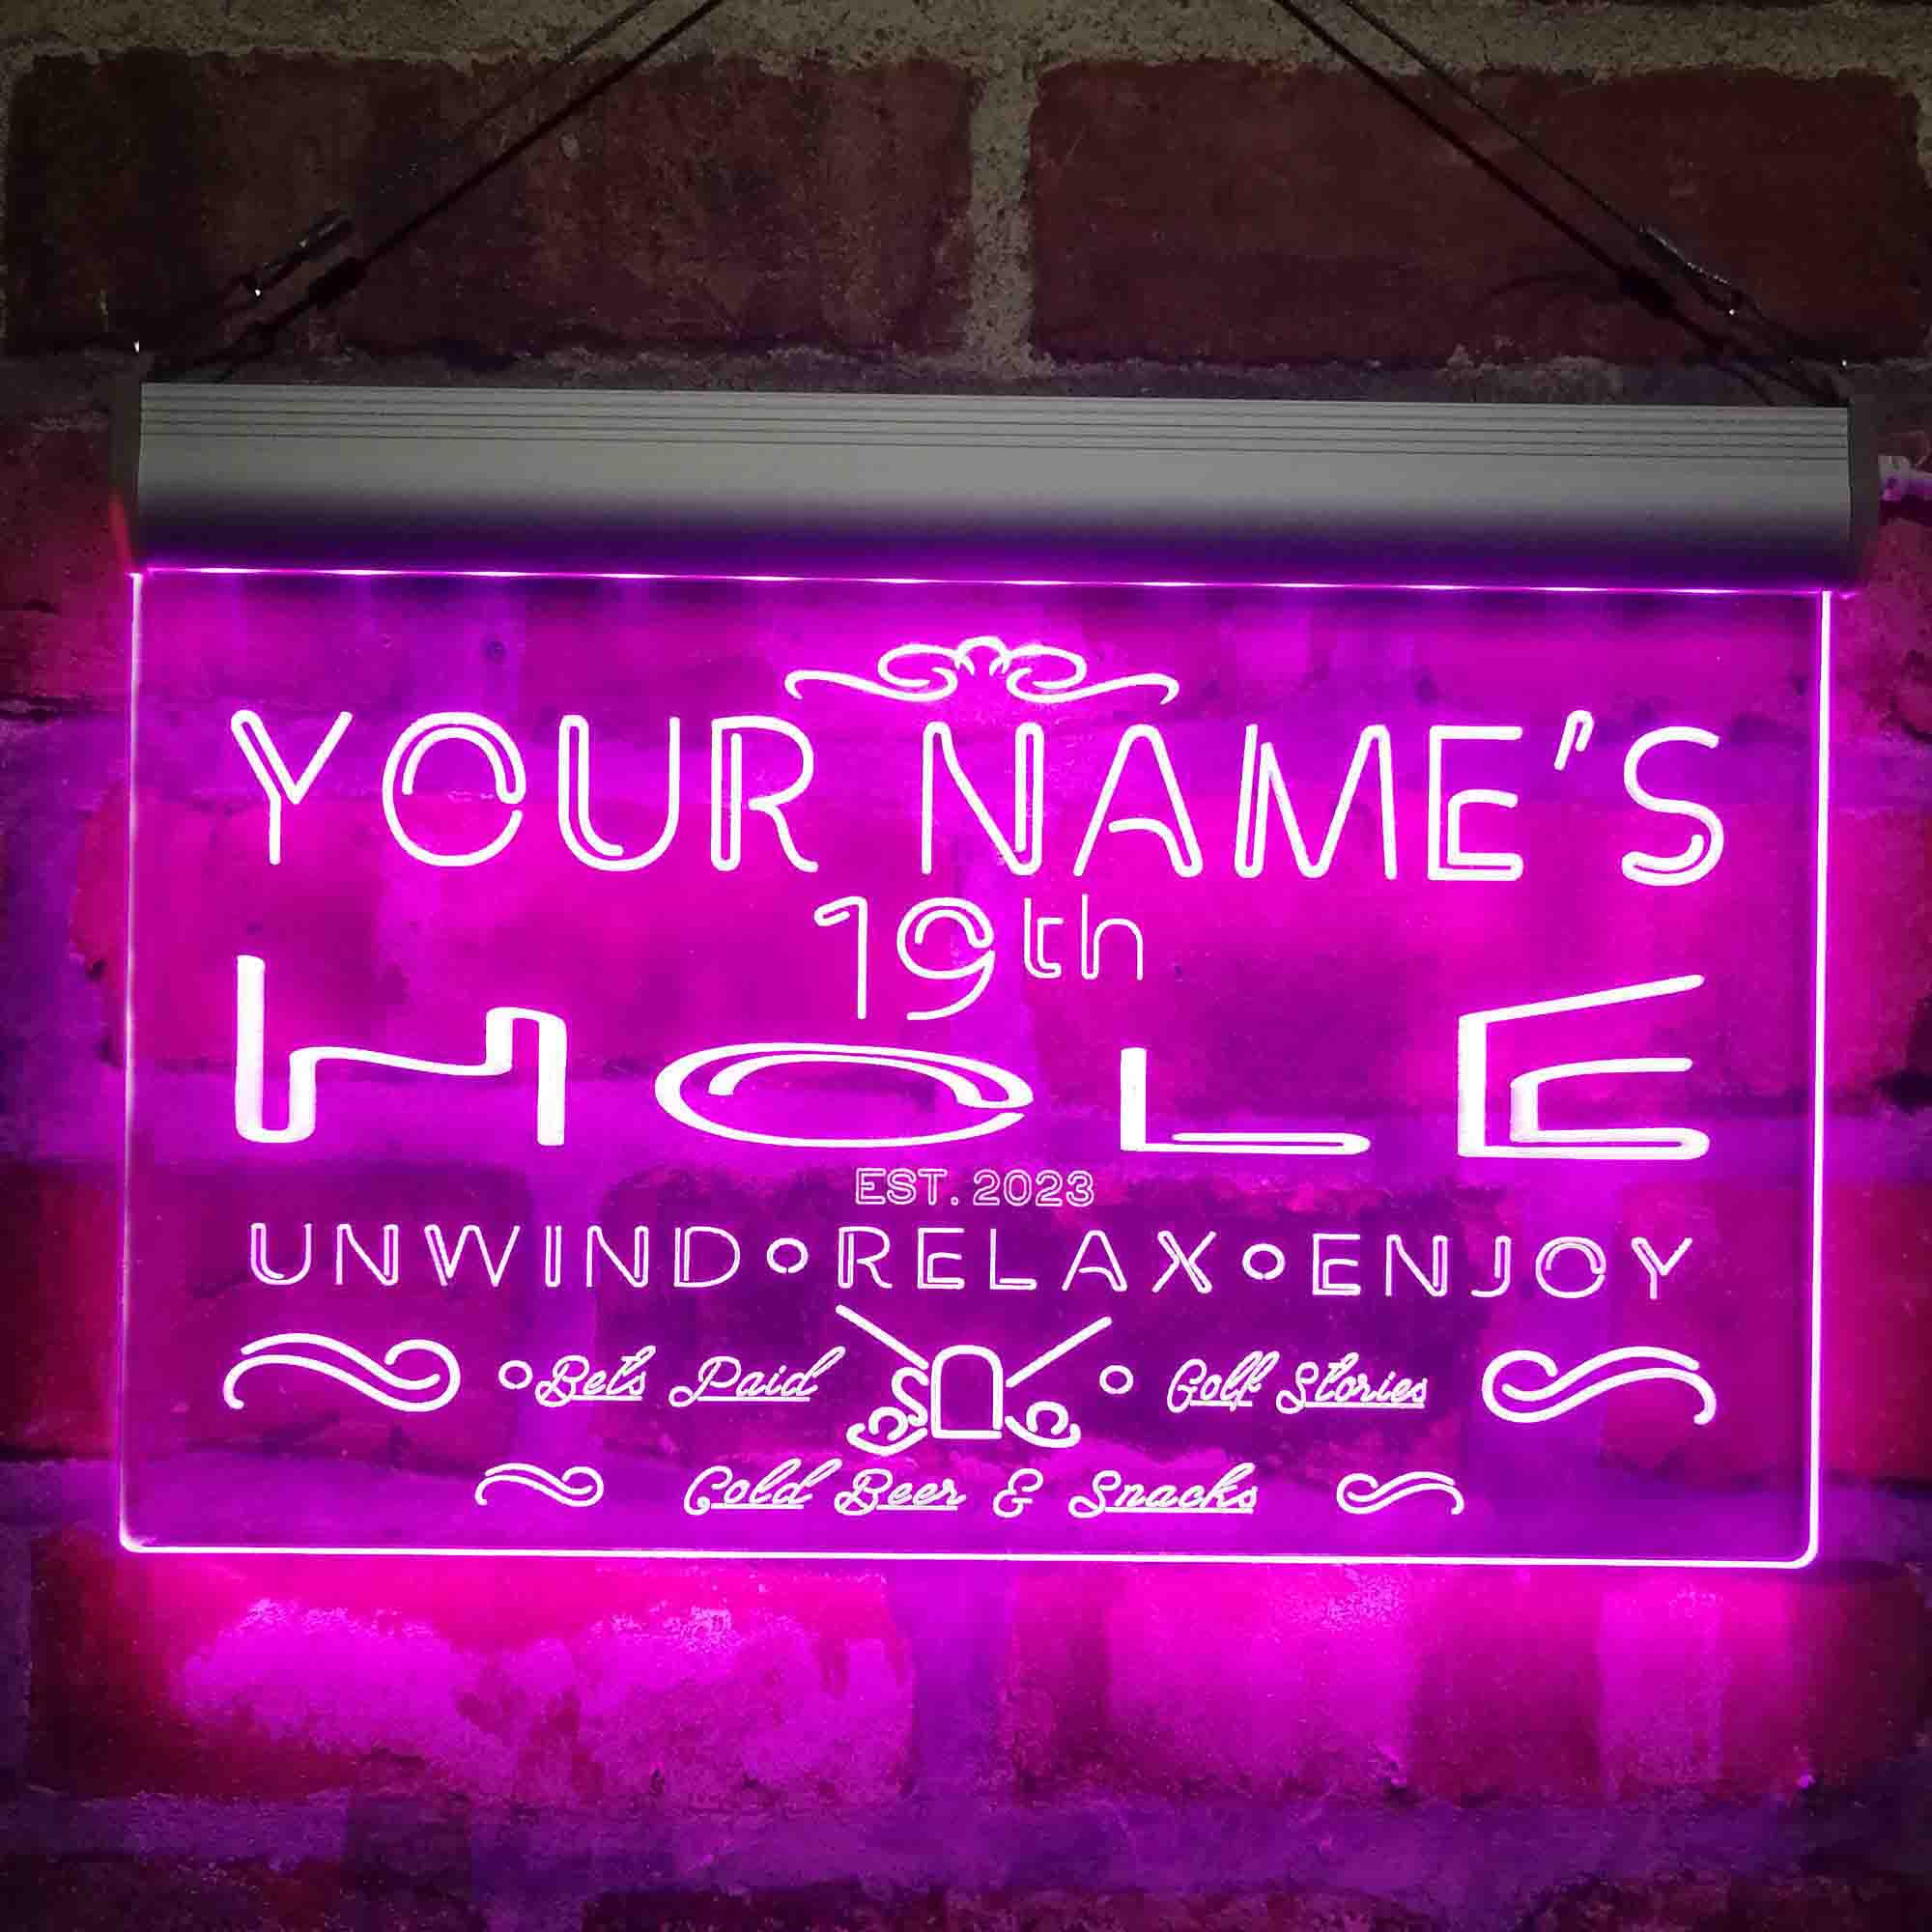 YOUR NAME'S
19th
HOLE
EST. 2023
UNWIND•RELAX•ENJOY
Bets Paid Golf Stories
Cold Beer & Snacks